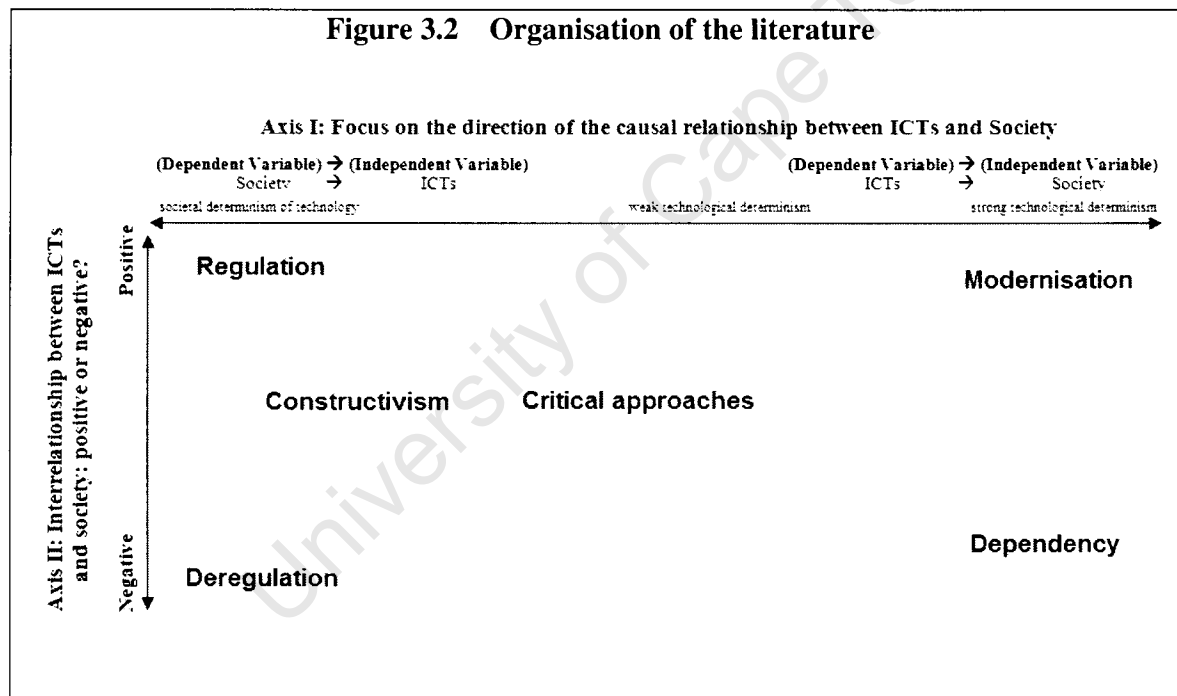 Figure 3.2 Organisation of the literature
Axis I: Focus on the direction of the causal relationship between ICTs and Society
(Dependent Variable) → (Independent Variable) (Dependent Variable) → (Independent Variable)
Society → ICTs ICTs → Society
societal determinism of technology weak technological determinism strong technological determinism
Axis II: Interrelationship between ICTs
and society: positive or negative?
Positive
Negative
Regulation
Modernisation
Constructivism Critical approaches
Dependency
Deregulation
University of Cape To